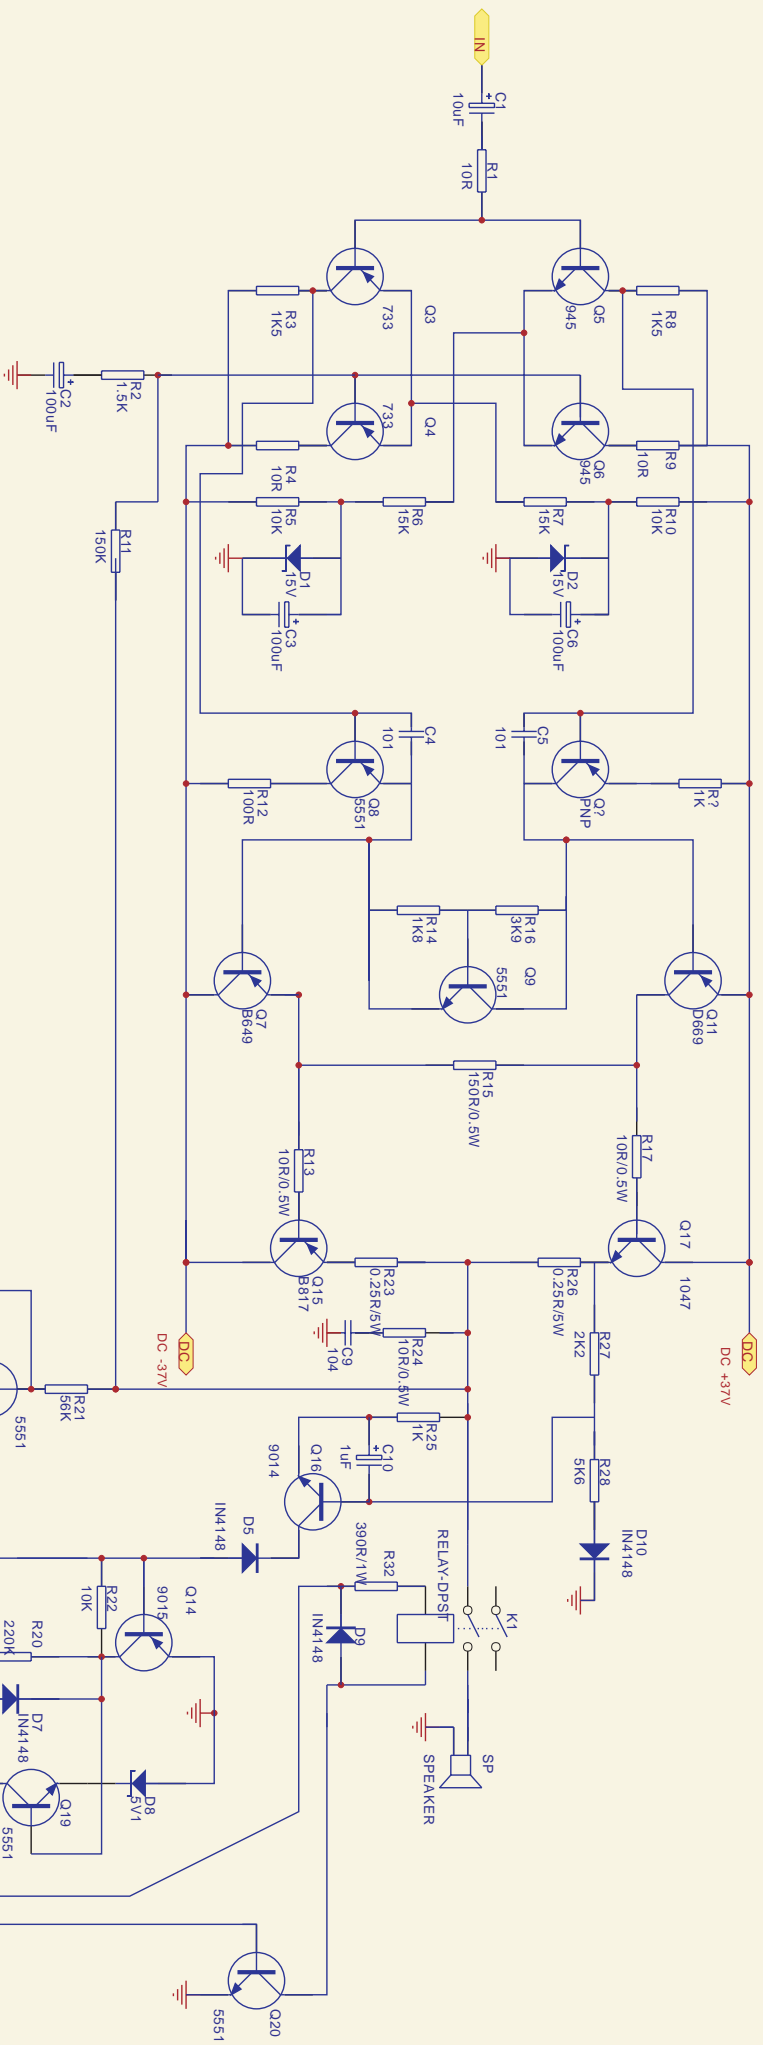 IN
C1
+
10uF
R1
10R
Q3
733
Q5
945
R3
1K5
R8
1K5
R2
1.5K
C2
+
100uF
Q4
733
Q6
945
R4
10R
R9
10R
R5
10K
R6
15K
R7
15K
R10
10K
R11
150K
D1
15V
D2
15V
C3
+
100uF
C6
+
100uF
C4
101
C5
101
Q8
5551
Q?
PNP
R12
100R
R?
1K
R14
1K8
R16
3K9
Q9
5551
Q7
B649
Q11
D669
R15
150R/0.5W
R13
10R/0.5W
R17
10R/0.5W
Q15
B817
Q17
1047
R23
0.25R/5W
R26
0.25R/5W
R24
10R/0.5W
C9
104
R27
2K2
DC
DC -37V
DC
DC +37V
R21
56K
5551
R25
1K
C10
+
1uF
Q16
9014
R28
5K6
D10
IN4148
D5
IN4148
R32
390R/1W
RELAY-DPST
K1
R22
10K
Q14
9015
D9
IN4148
R20
220K
D7
IN4148
D8
5V1
Q19
5551
SP
SPEAKER
Q20
5551